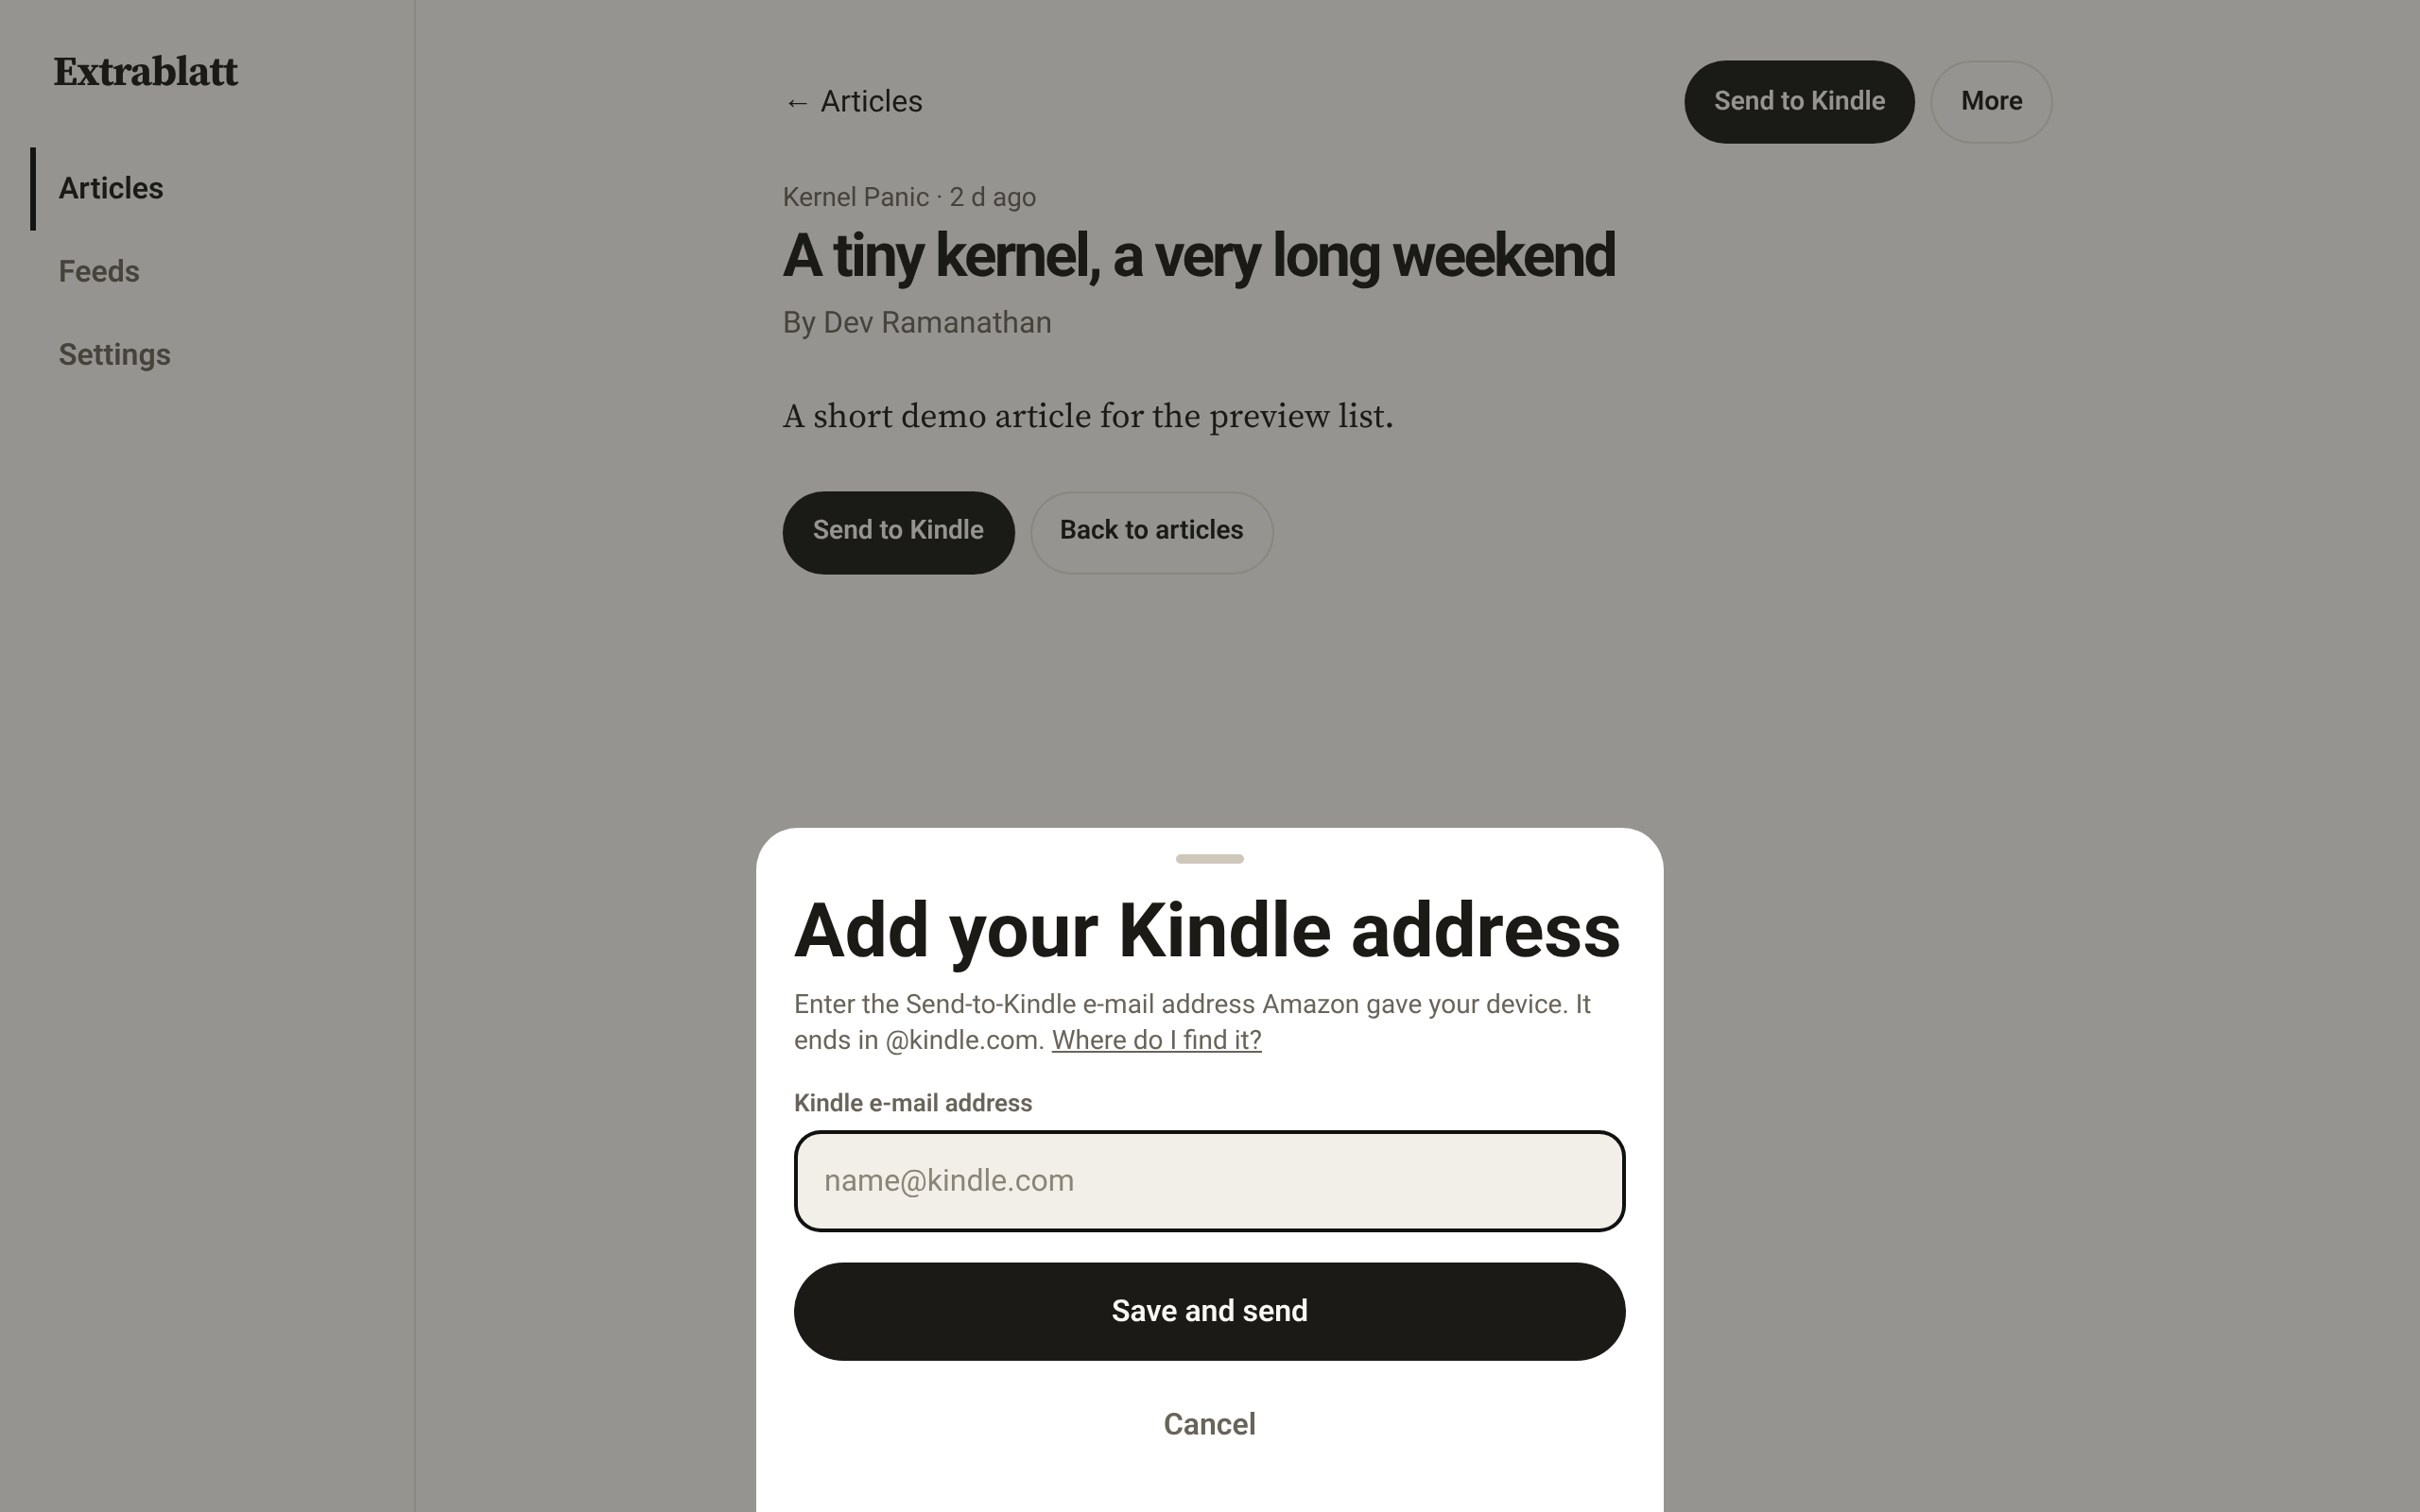 Extrablatt
Articles
Feeds
Settings
← Articles
Send to Kindle
More
Kernel Panic · 2 d ago
A tiny kernel, a very long weekend
By Dev Ramanathan
A short demo article for the preview list.
Send to Kindle
Back to articles
Add your Kindle address
Enter the Send-to-Kindle e-mail address Amazon gave your device. It
ends in @kindle.com. Where do I find it?
Kindle e-mail address
name@kindle.com
Save and send
Cancel